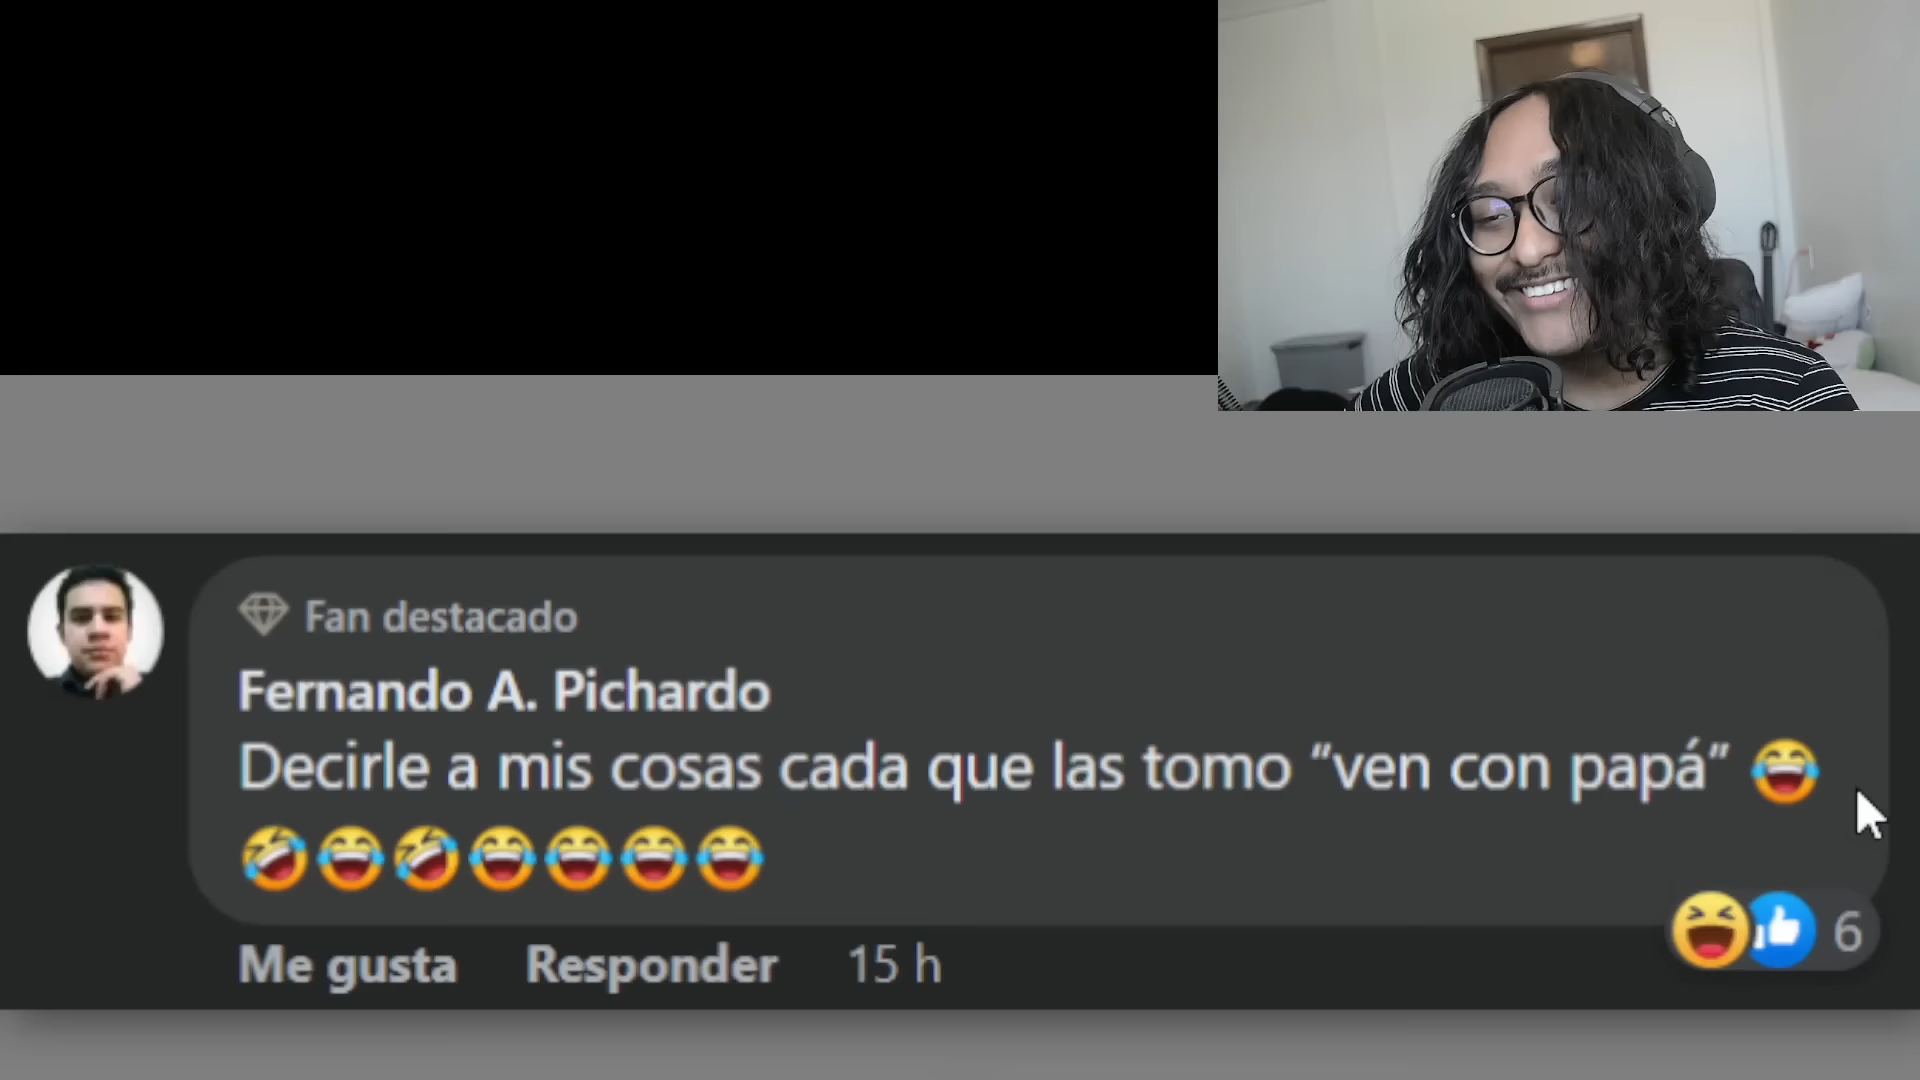 Fan destacado
Fernando A. Pichardo
Decirle a mis cosas cada que las tomo “ven con papá” 😂
🤣😂🤣😂😂😂😂
Me gusta Responder 15 h
6